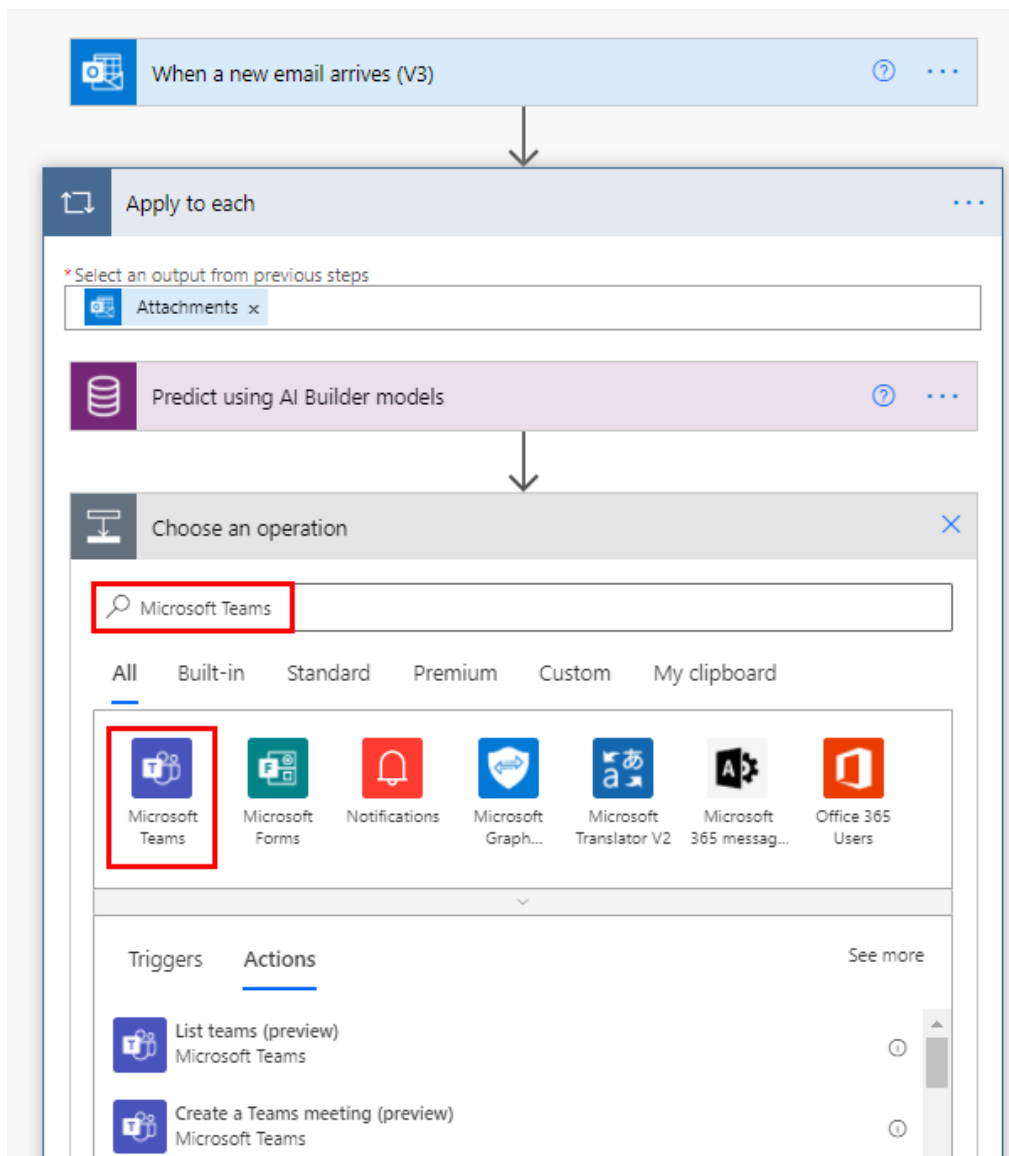 When a new email arrives (V3)
Apply to each
* Select an output from previous steps
Attachments ×
Predict using AI Builder models
Choose an operation
Microsoft Teams
All Built-in Standard Premium Custom My clipboard
Microsoft Microsoft Notifications Microsoft Microsoft Microsoft Office 365
Teams Forms Graph... Translator V2 365 messag... Users
Triggers Actions See more
List teams (preview)
Microsoft Teams
Create a Teams meeting (preview)
Microsoft Teams